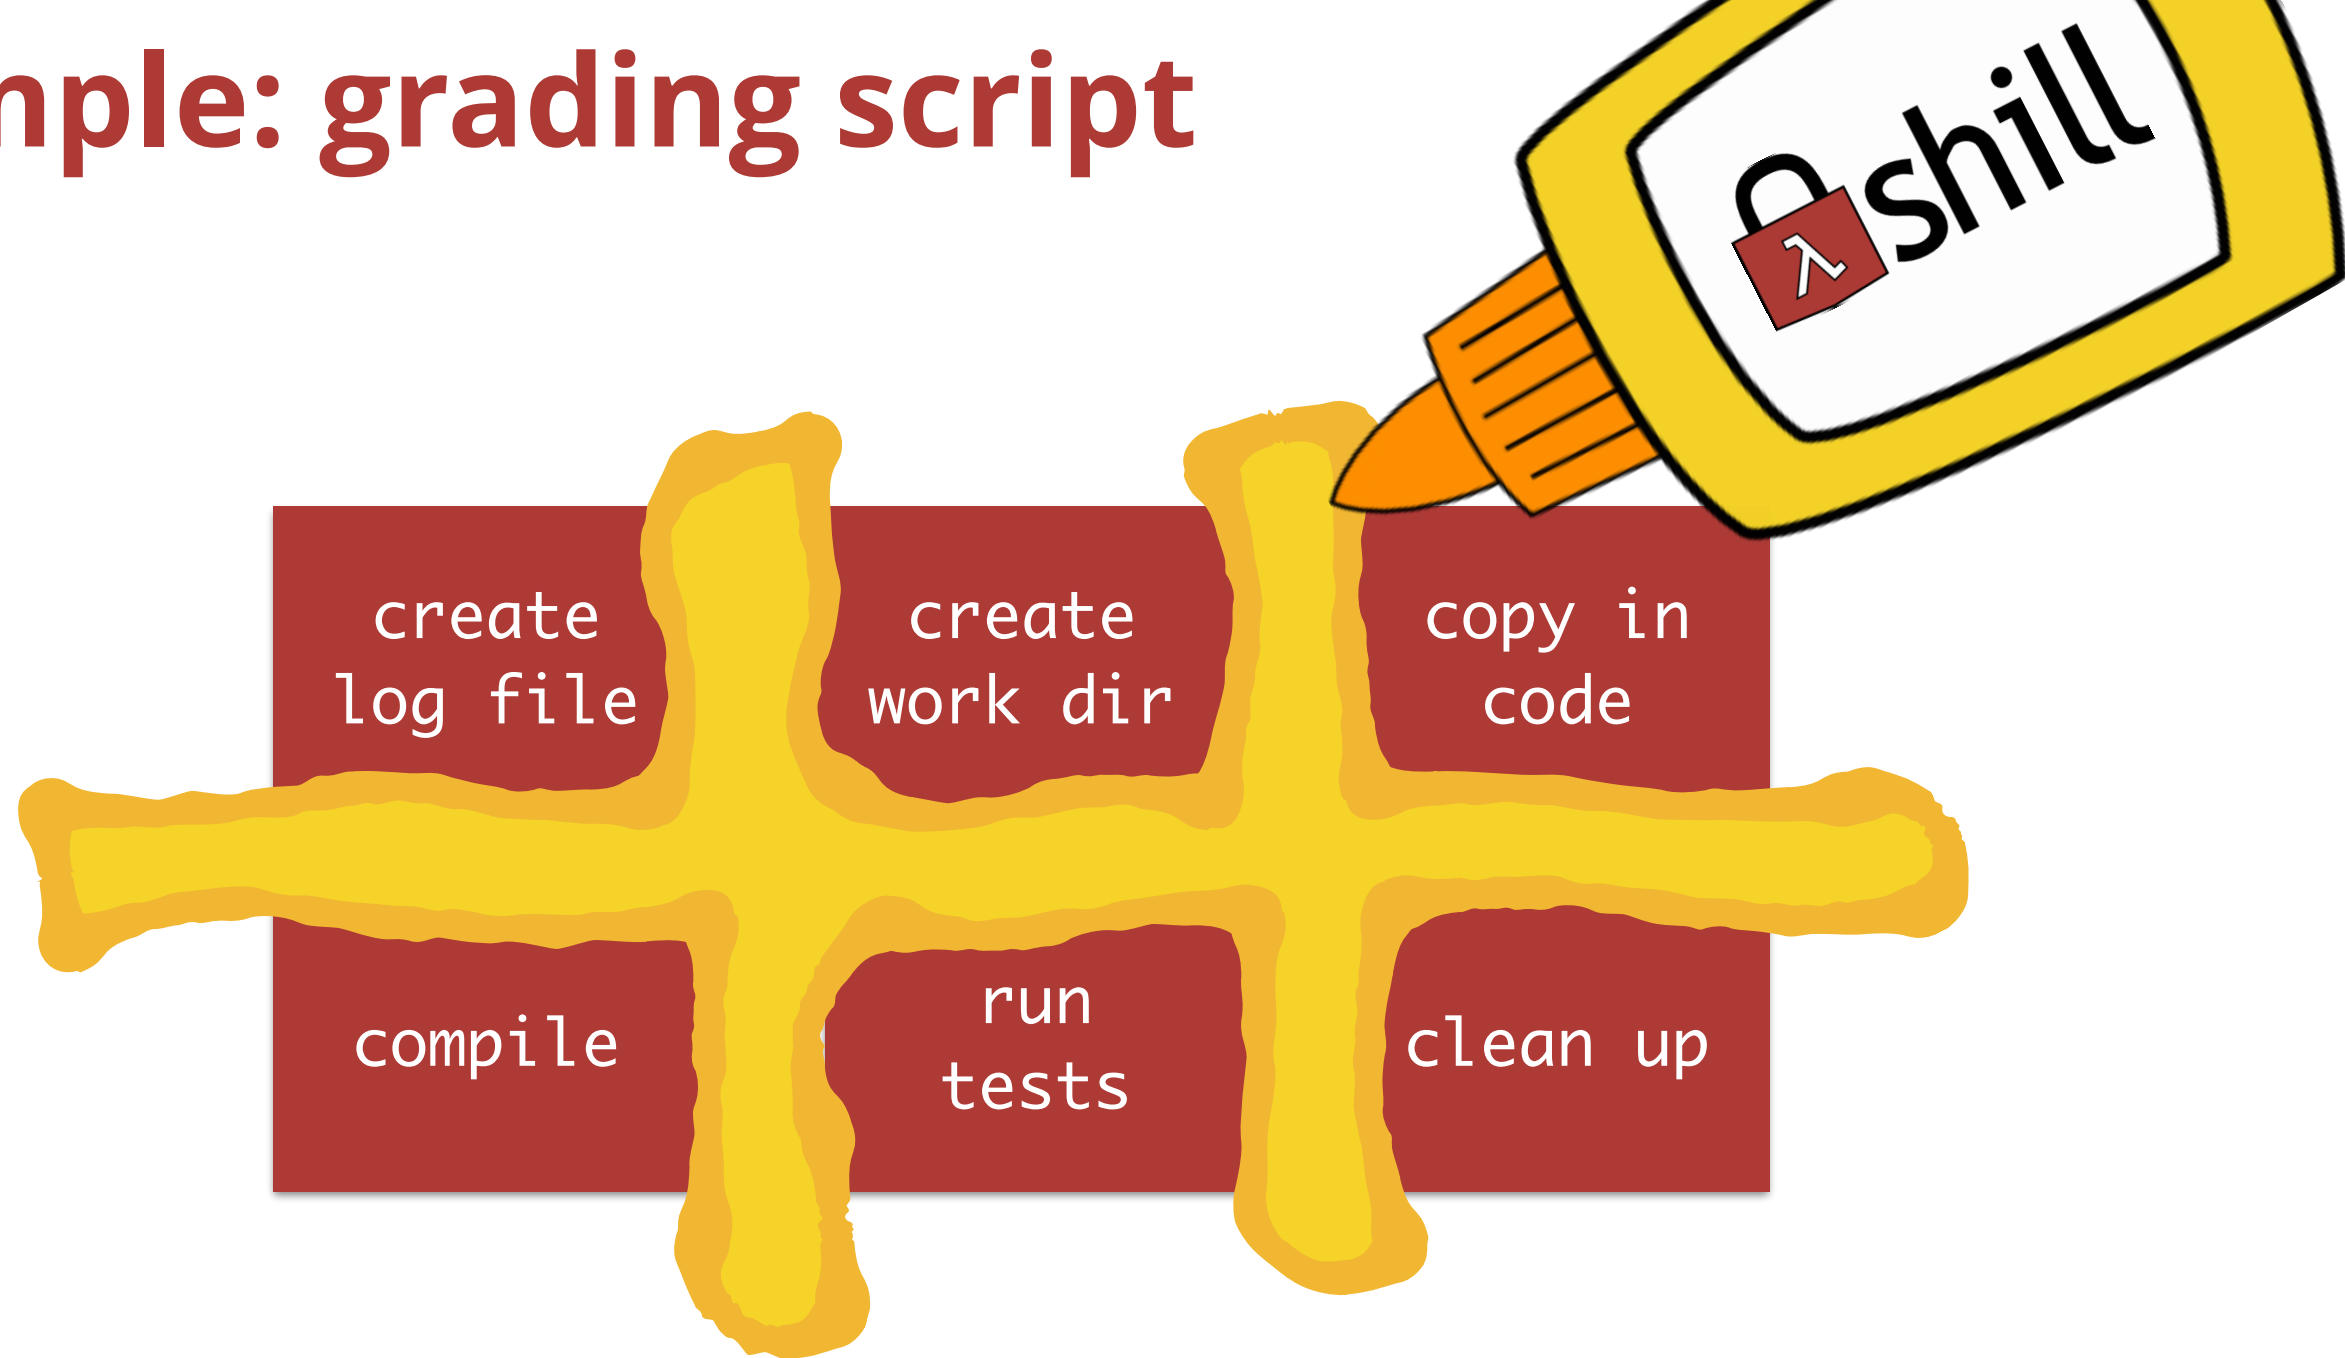 nple: grading script
λ shill
create
log file
create
work dir
copy in
code
compile
run
tests
clean up